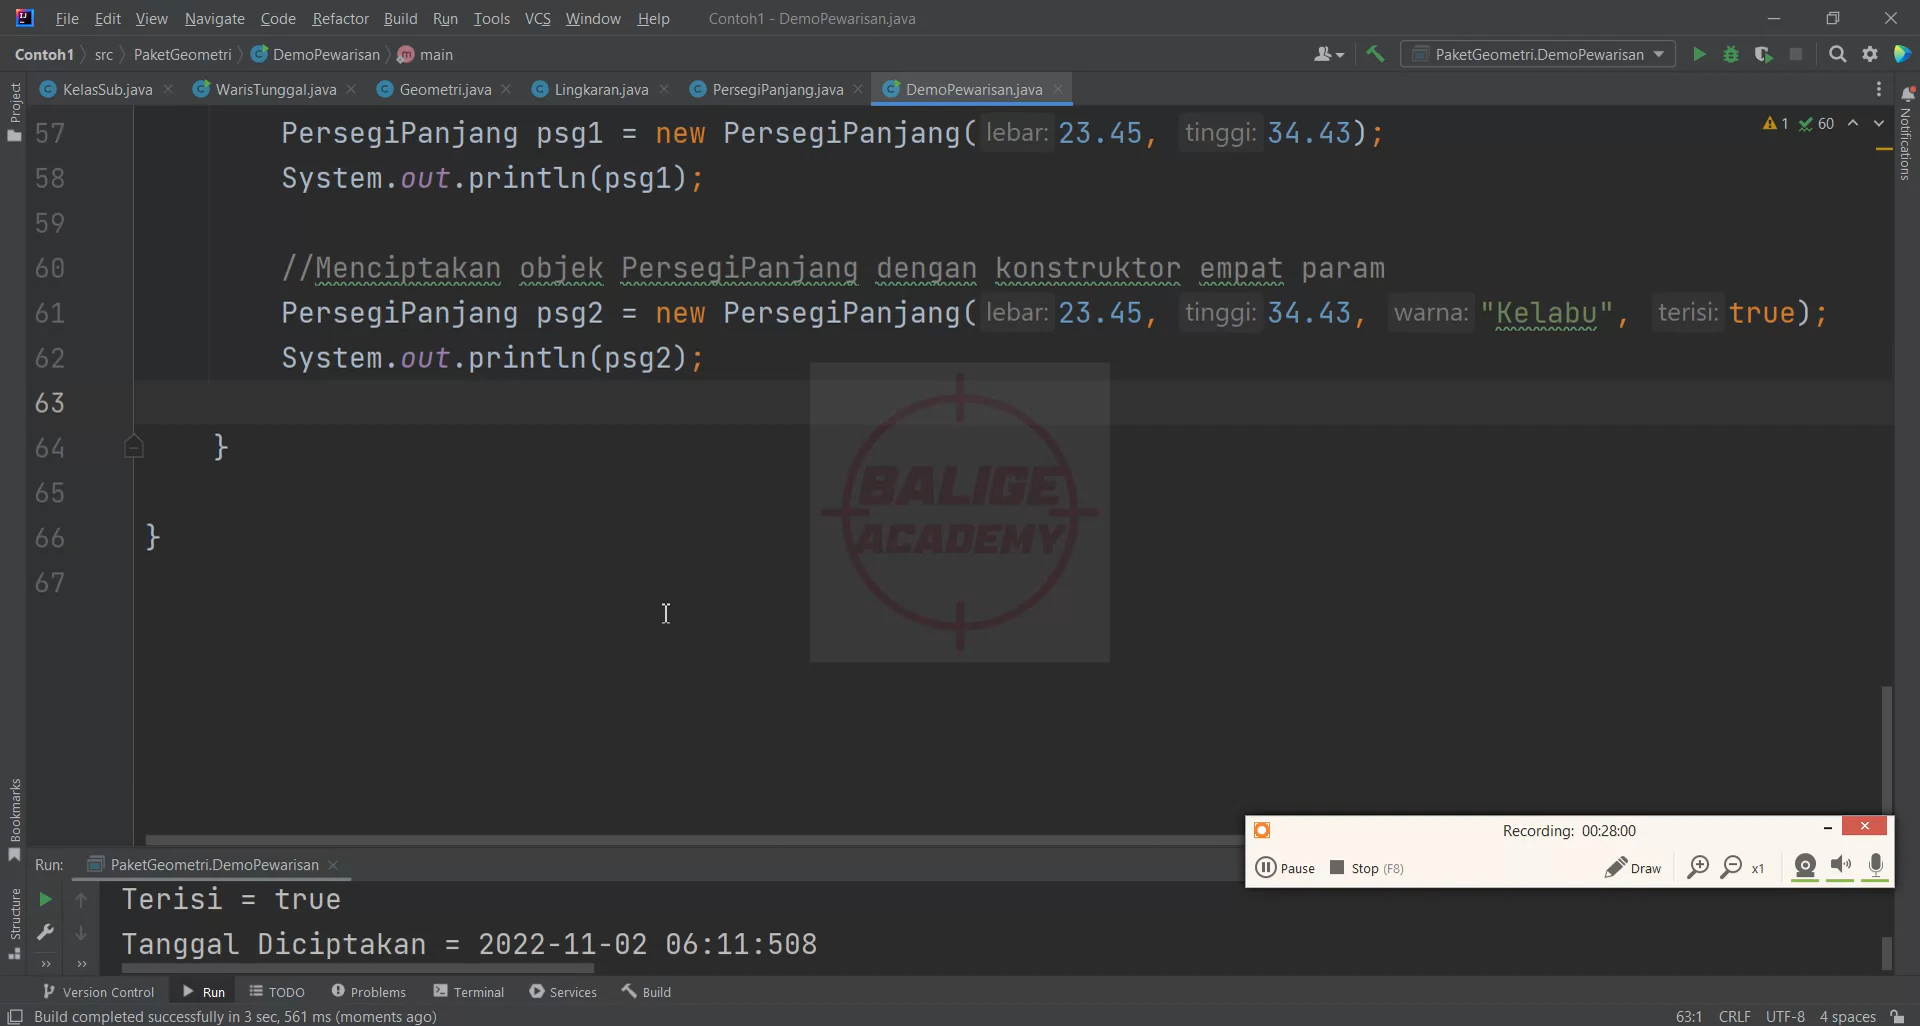 File Edit View Navigate Code Refactor Build Run Tools VCS Window Help Contoh1 - DemoPewarisan.java
Contoh1 src PaketGeometri DemoPewarisan main PaketGeometri.DemoPewarisan
KelasSub.java WarisTunggal.java Geometri.java Lingkaran.java PersegiPanjang.java DemoPewarisan.java
Project
Notifications
1 60
57 PersegiPanjang psg1 = new PersegiPanjang( lebar: 23.45, tinggi: 34.43);
58 System.out.println(psg1);
59
60 //Menciptakan objek PersegiPanjang dengan konstruktor empat param
61 PersegiPanjang psg2 = new PersegiPanjang( lebar: 23.45, tinggi: 34.43, warna: "Kelabu", terisi: true);
62 System.out.println(psg2);
63
64 }
65
66 }
67
BALIGE
ACADEMY
Bookmarks
Structure
Recording: 00:28:00
Pause Stop (F8) Draw x1
Run: PaketGeometri.DemoPewarisan
Terisi = true
Tanggal Diciptakan = 2022-11-02 06:11:508
Version Control Run TODO Problems Terminal Services Build
Build completed successfully in 3 sec, 561 ms (moments ago) 63:1 CRLF UTF-8 4 spaces